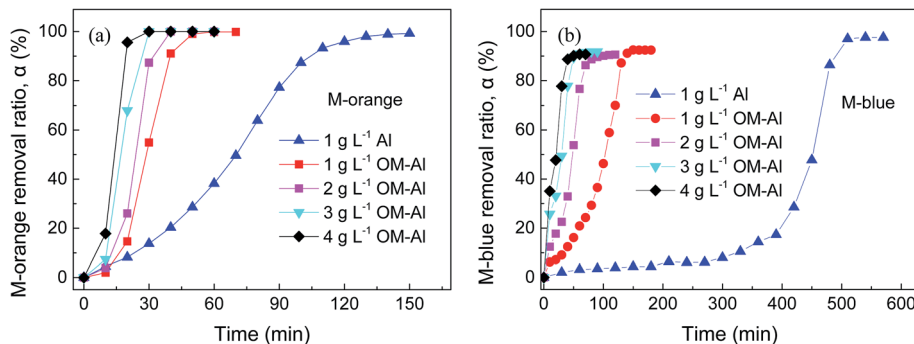 (a)
M-orange removal ratio, α (%)
100
80
60
40
20
0
M-orange
1 g L⁻¹ Al
1 g L⁻¹ OM-Al
2 g L⁻¹ OM-Al
3 g L⁻¹ OM-Al
4 g L⁻¹ OM-Al
0 30 60 90 120 150
Time (min)
(b)
M-blue removal ratio, α (%)
100
80
60
40
20
0
1 g L⁻¹ Al
1 g L⁻¹ OM-Al
2 g L⁻¹ OM-Al
3 g L⁻¹ OM-Al
4 g L⁻¹ OM-Al
M-blue
0 100 200 300 400 500 600
Time (min)